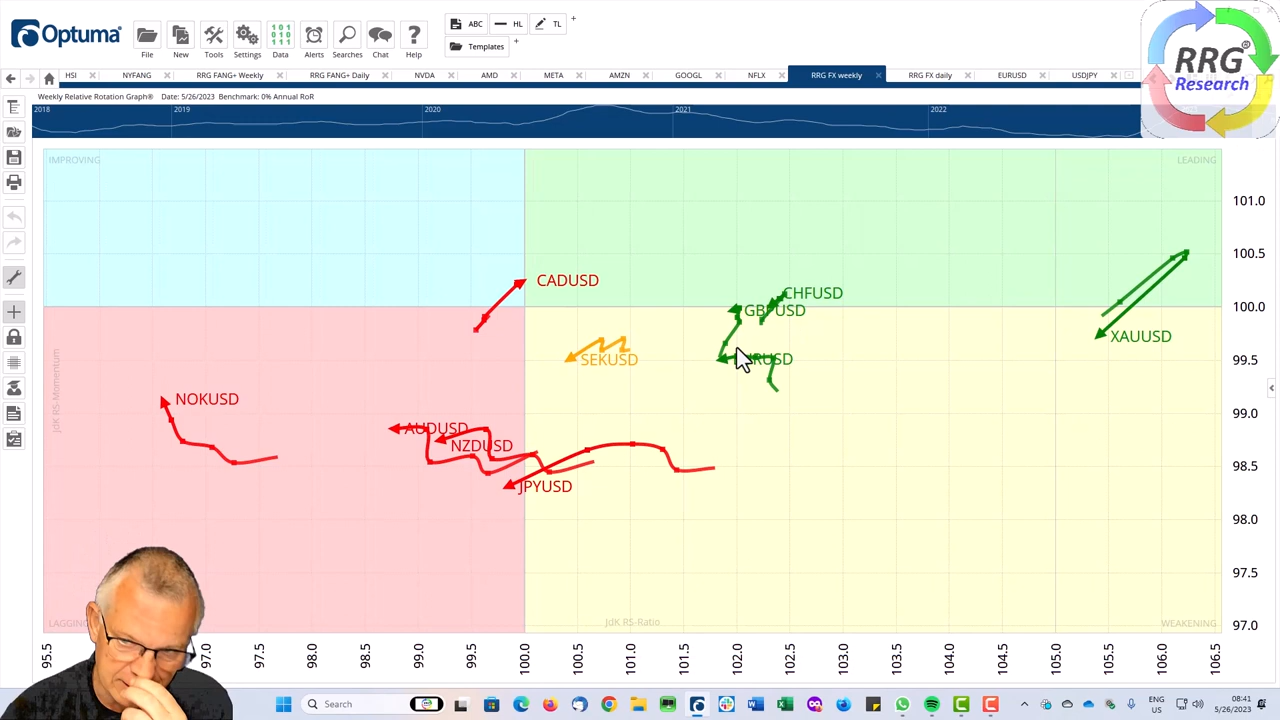 Optuma
File
New
Tools
Settings
Data
Alerts
Searches
Chat
Help
ABC
HL
TL
Templates
RRG®
Research
HSI
NYFANG
RRG FANG+ Weekly
RRG FANG+ Daily
NVDA
AMD
META
AMZN
GOOGL
NFLX
RRG FX weekly
RRG FX daily
EURUSD
USDJPY
Weekly Relative Rotation Graph® Date: 5/26/2023 Benchmark: 0% Annual RoR
2018
2019
2020
2021
2022
IMPROVING
LEADING
101.0
100.5
CADUSD
CHFUSD
100.0
XAUUSD
SEKUSD
99.5
JdK RS-Momentum
NOKUSD
99.0
AUDUSD
NZDUSD
98.5
JPYUSD
98.0
97.5
JdK RS-Ratio
WEAKENING
97.0
95.5
97.0
97.5
98.0
98.5
99.0
99.5
100.0
100.5
101.0
101.5
102.0
102.5
103.0
103.5
104.0
104.5
105.0
105.5
106.0
106.5
Search
ENG
US
08:41
5/26/2023